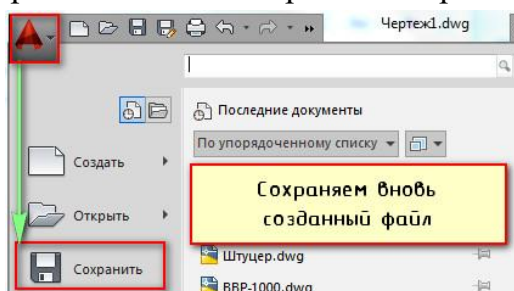 Чертеж1.dwg
Последние документы
По упорядоченному списку
Создать
Сохраняем вновь
созданный файл
Открыть
Штуцер.dwg
Сохранить
ВВР-1000.dwg